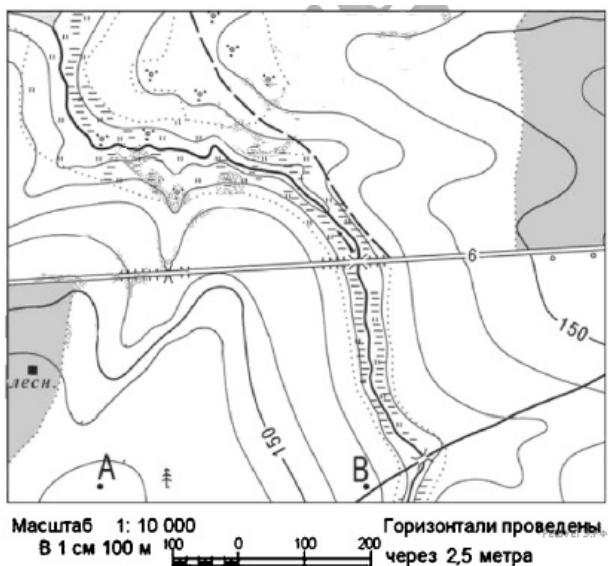 6
150
лесн.
150
А
В
Масштаб 1: 10 000
В 1 см 100 м
100 0 100 200
Горизонтали проведены
через 2,5 метра